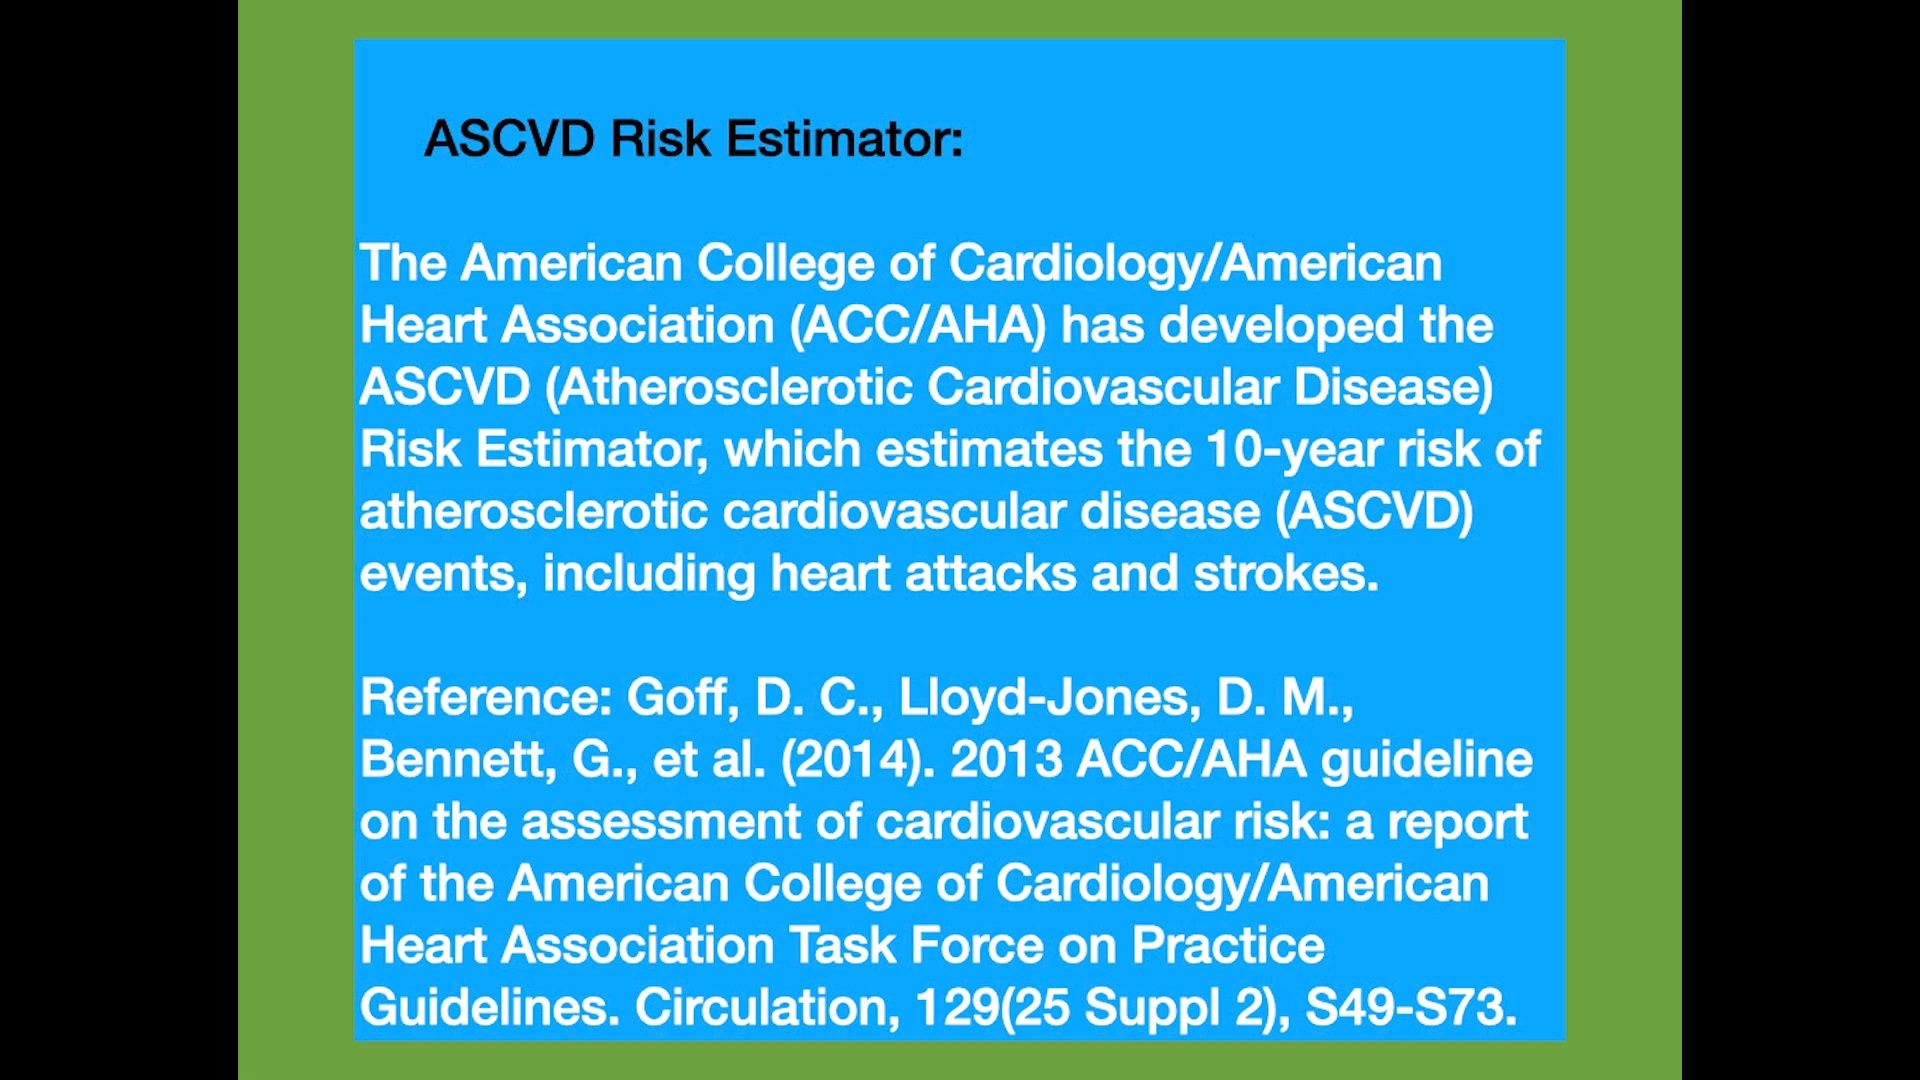 ASCVD Risk Estimator:
The American College of Cardiology/American
Heart Association (ACC/AHA) has developed the
ASCVD (Atherosclerotic Cardiovascular Disease)
Risk Estimator, which estimates the 10-year risk of
atherosclerotic cardiovascular disease (ASCVD)
events, including heart attacks and strokes.
Reference: Goff, D. C., Lloyd-Jones, D. M.,
Bennett, G., et al. (2014). 2013 ACC/AHA guideline
on the assessment of cardiovascular risk: a report
of the American College of Cardiology/American
Heart Association Task Force on Practice
Guidelines. Circulation, 129(25 Suppl 2), S49-S73.